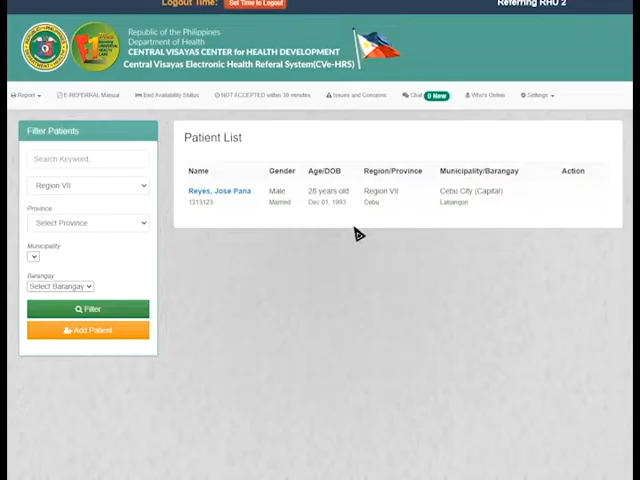 Logout Time: Set Time to Logout
Referring RHU 2
Republic of the Philippines
Department of Health
CENTRAL VISAYAS CENTER for HEALTH DEVELOPMENT
Central Visayas Electronic Health Referal System(CVe-HRS)
Report
E-REFERRAL Manual
Bed Availability Status
NOT ACCEPTED within 30 minutes
Issues and Concerns
Chat 0 New
Who's Online
Settings
Filter Patients
Search Keyword.
Region VII
Province
Select Province
Municipality
Barangay
Select Barangay
Filter
Add Patient
Patient List
Name Gender Age/DOB Region/Province Municipality/Barangay Action
Reyes, Jose Pana Male 28 years old Region VII Cebu City (Capital)
1313123 Married Dec 01, 1993 Cebu Labangon